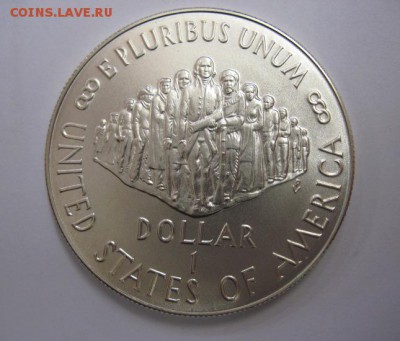 COINS.LAVE.RU
E PLURIBUS UNUM
DOLLAR
1
UNITED STATES OF AMERICA